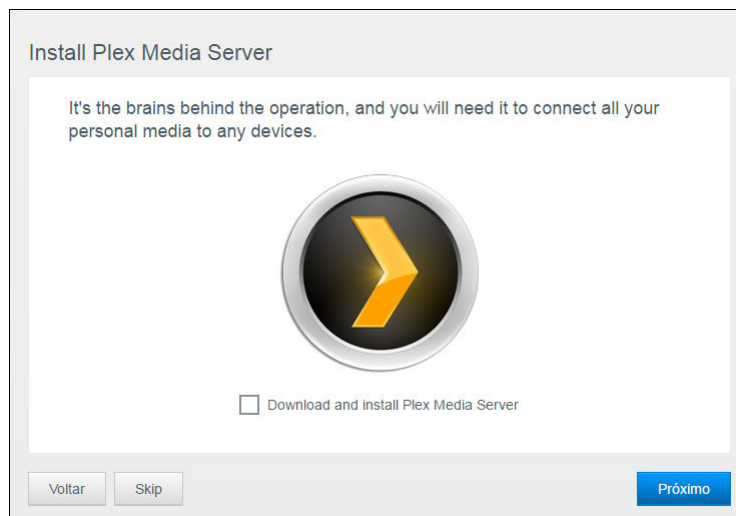 Install Plex Media Server
It's the brains behind the operation, and you will need it to connect all your
personal media to any devices.
Download and install Plex Media Server
Voltar
Skip
Próximo